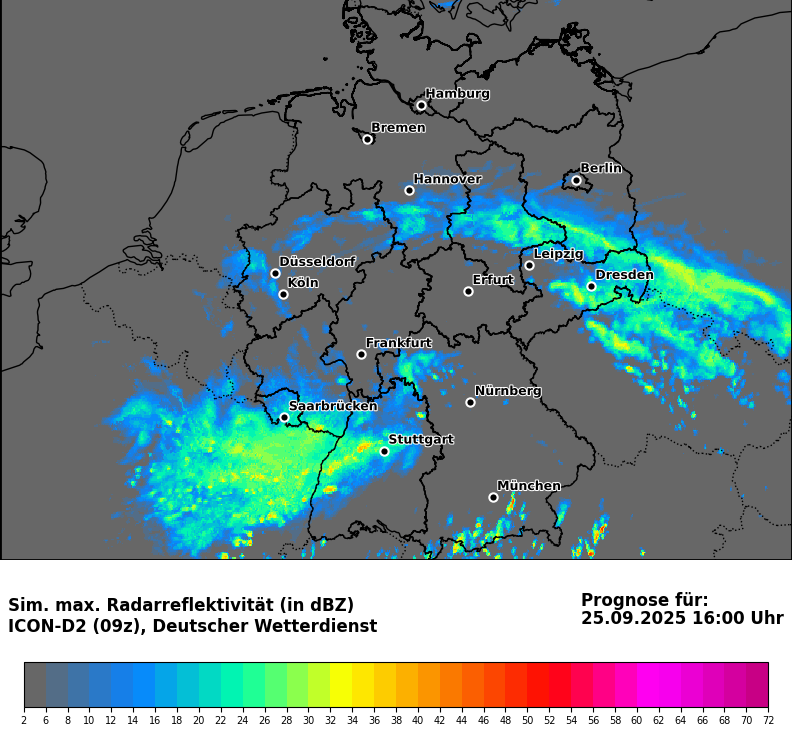 Hamburg
Bremen
Berlin
Hannover
Leipzig
Düsseldorf
Dresden
Köln
Erfurt
Frankfurt
Nürnberg
Saarbrücken
Stuttgart
München
Sim. max. Radarreflektivität (in dBZ)
ICON-D2 (09z), Deutscher Wetterdienst
Prognose für:
25.09.2025 16:00 Uhr
2 6 8 10 12 14 16 18 20 22 24 26 28 30 32 34 36 38 40 42 44 46 48 50 52 54 56 58 60 62 64 66 68 70 72